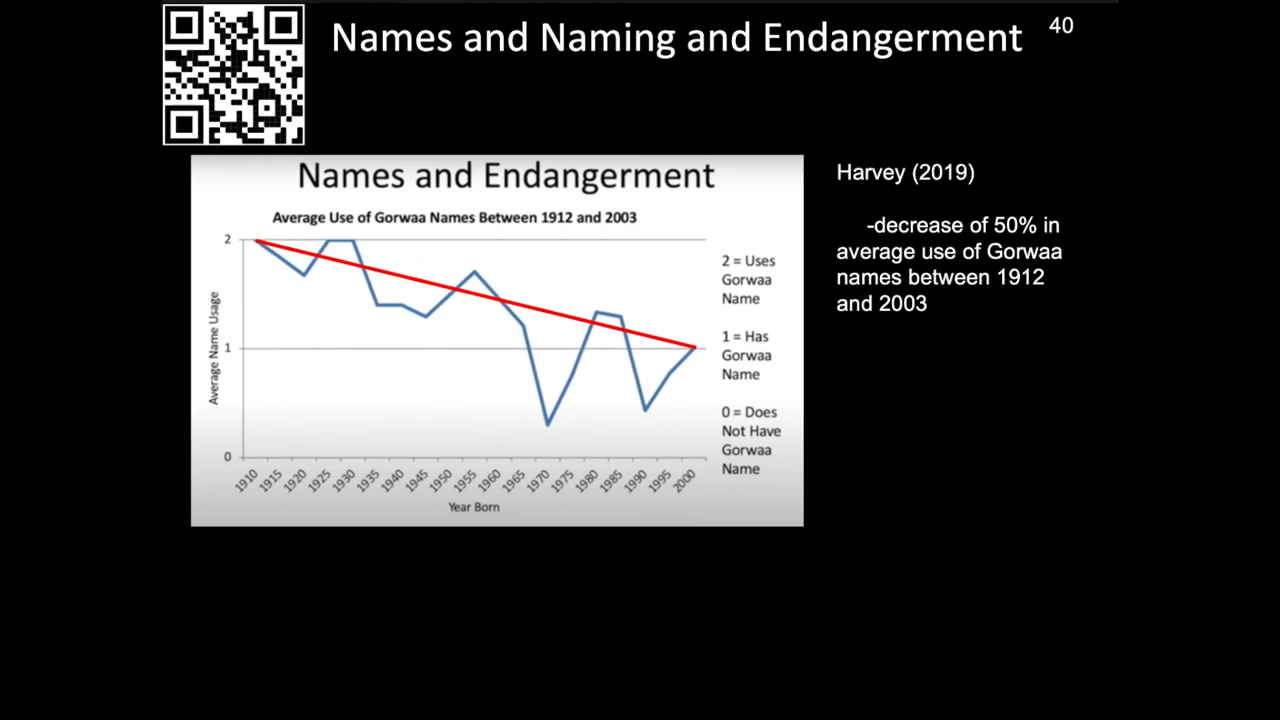 Names and Naming and Endangerment
40
Names and Endangerment
Average Use of Gorwaa Names Between 1912 and 2003
2
1
0
Average Name Usage
1910 1915 1920 1925 1930 1935 1940 1945 1950 1955 1960 1965 1970 1975 1980 1985 1990 1995 2000
Year Born
2 = Uses
Gorwaa
Name
1 = Has
Gorwaa
Name
0 = Does
Not Have
Gorwaa
Name
Harvey (2019)
-decrease of 50% in
average use of Gorwaa
names between 1912
and 2003